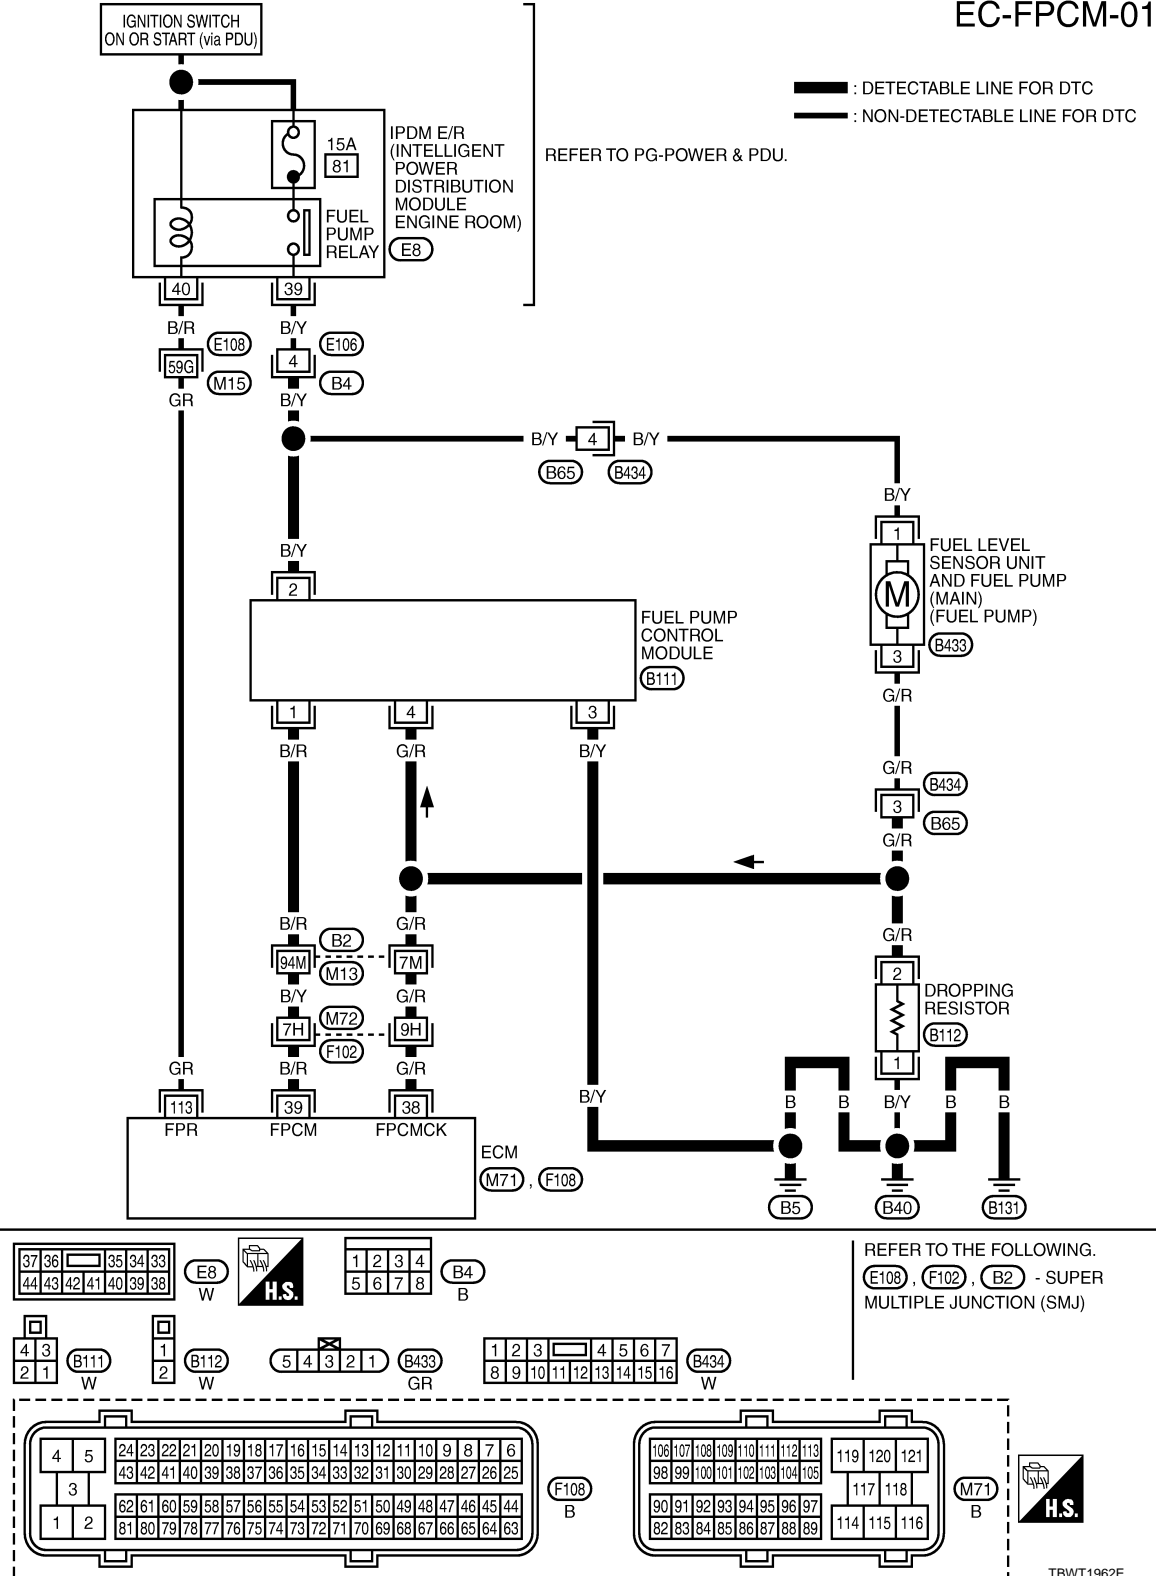 EC-FPCM-01
IGNITION SWITCH
ON OR START (via PDU)
: DETECTABLE LINE FOR DTC
: NON-DETECTABLE LINE FOR DTC
15A
81
IPDM E/R
(INTELLIGENT
POWER
DISTRIBUTION
MODULE
ENGINE ROOM)
E8
REFER TO PG-POWER & PDU.
FUEL
PUMP
RELAY
40 39
B/R B/Y
E108 E106
59G 4
M15 B4
GR B/Y
B/Y 4 B/Y
B65 B434
B/Y
B/Y
1
2
FUEL LEVEL
SENSOR UNIT
AND FUEL PUMP
(MAIN)
(FUEL PUMP)
B433
M
3
G/R
FUEL PUMP
CONTROL
MODULE
B111
1 4 3
B/R G/R B/Y
G/R
B434
3
B65
G/R
G/R
B/R G/R
B2
94M 7M
M13
B/Y G/R
M72
7H 9H
F102
B/R G/R
2
DROPPING
RESISTOR
B112
1
GR
B/Y
B B B/Y B B
113 39 38
FPR FPCM FPCMCK
ECM
M71 , F108
B5 B40 B131
37 36 35 34 33
44 43 42 41 40 39 38
E8
W
H.S.
1 2 3 4
5 6 7 8
B4
B
REFER TO THE FOLLOWING.
E108 , F102 , B2 - SUPER
MULTIPLE JUNCTION (SMJ)
4 3
2 1
B111
W
1
2
B112
W
5 4 3 2 1
B433
GR
1 2 3 4 5 6 7
8 9 10 11 12 13 14 15 16
B434
W
4 5
3
1 2
24 23 22 21 20 19 18 17 16 15 14 13 12 11 10 9 8 7 6
43 42 41 40 39 38 37 36 35 34 33 32 31 30 29 28 27 26 25
62 61 60 59 58 57 56 55 54 53 52 51 50 49 48 47 46 45 44
81 80 79 78 77 76 75 74 73 72 71 70 69 68 67 66 65 64 63
F108
B
106 107 108 109 110 111 112 113
98 99 100 101 102 103 104 105
90 91 92 93 94 95 96 97
82 83 84 85 86 87 88 89
119 120 121
117 118
114 115 116
M71
B
H.S.
TBWT1962E